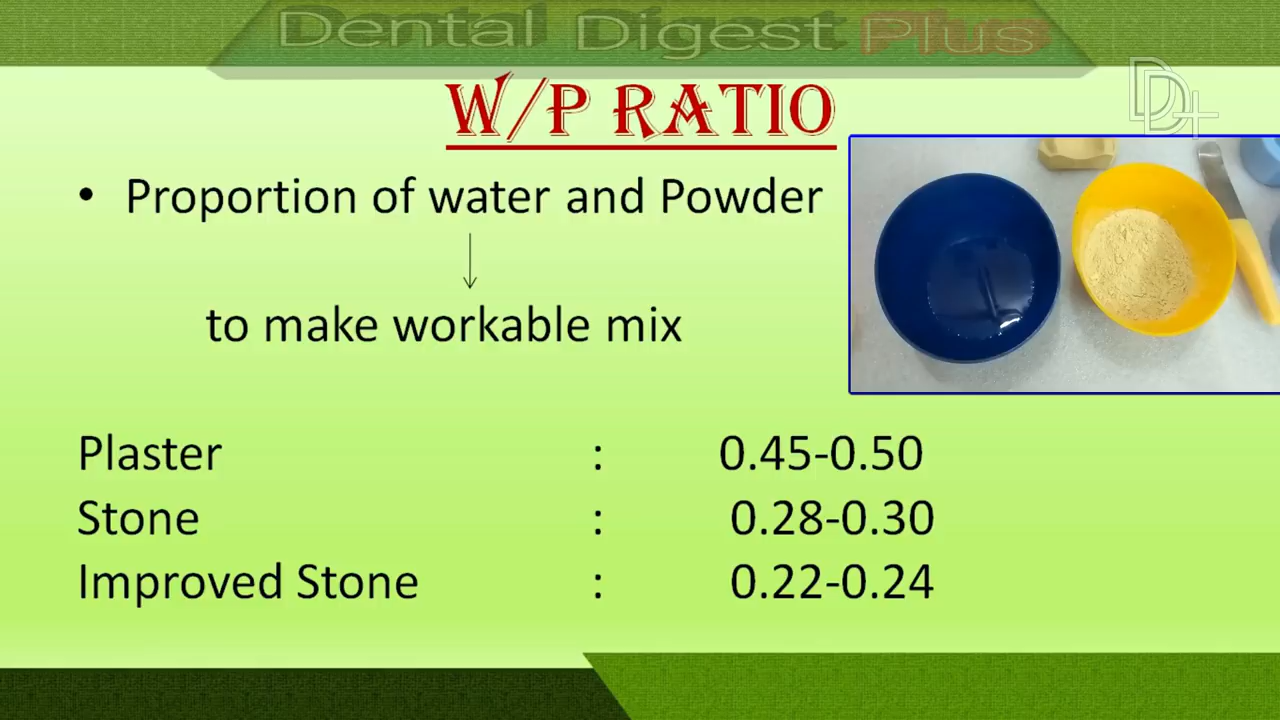 Dental Digest Plus
W/P RATIO
DD+
• Proportion of water and Powder
to make workable mix
Plaster : 0.45-0.50
Stone : 0.28-0.30
Improved Stone : 0.22-0.24